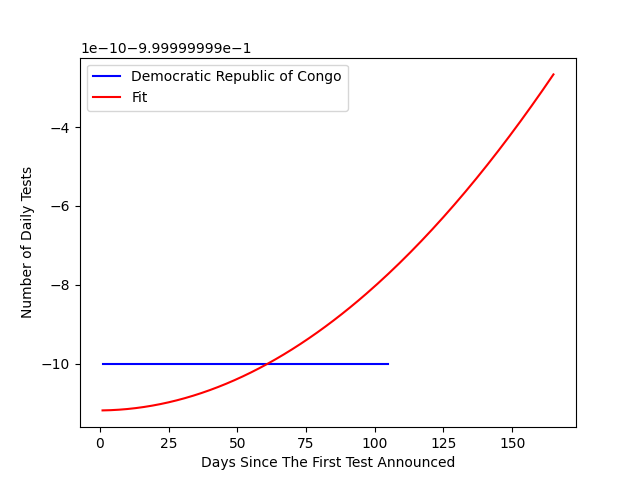 1e−10−9.99999999e−1
Democratic Republic of Congo
Fit
−4
−6
−8
−10
Number of Daily Tests
0 25 50 75 100 125 150
Days Since The First Test Announced